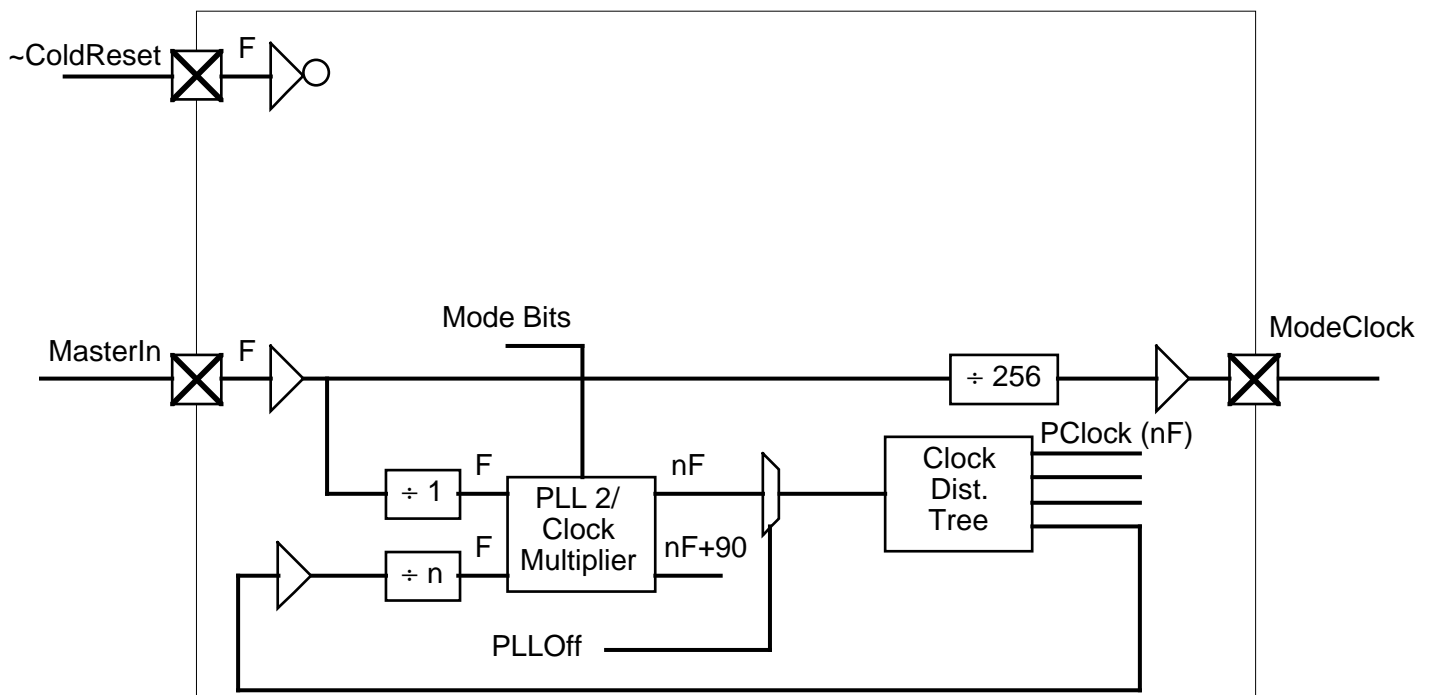 ~ColdReset
F
Mode Bits
ModeClock
MasterIn
F
÷ 256
PClock (nF)
Clock
Dist.
Tree
F
nF
÷ 1
PLL 2/
Clock
Multiplier
F
nF+90
÷ n
PLLOff